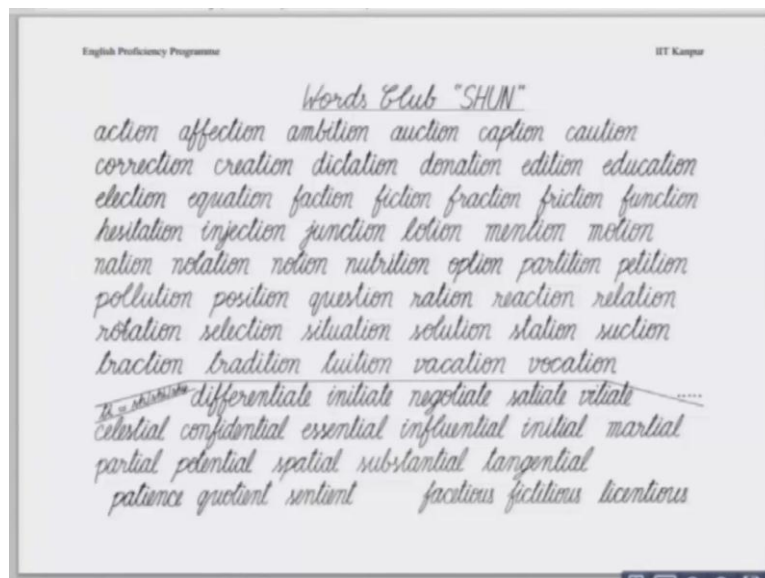 English Proficiency Programme IIT Kanpur
Words Club "SHUN"
action affection ambition auction caption caution
correction creation dictation donation edition education
election equation faction fiction fraction friction function
hesitation injection junction lotion mention motion
nation notation notion nutrition option partition petition
pollution position question ration reaction relation
rotation selection situation solution station suction
traction tradition tuition vacation vocation
ti = sh/shi/ differentiate initiate negotiate satiate vitiate .....
celestial confidential essential influential initial martial
partial potential spatial substantial tangential
patience quotient sentient facetious fictitious licentious